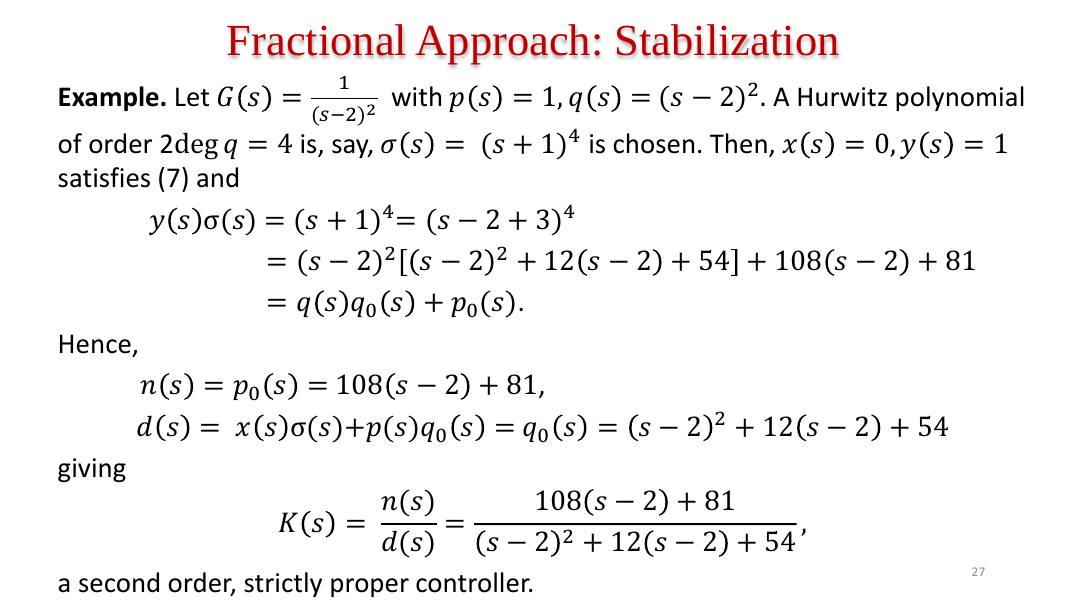 Fractional Approach: Stabilization
Example. Let G(s) = 1/(s−2)² with p(s) = 1, q(s) = (s − 2)². A Hurwitz polynomial
of order 2deg q = 4 is, say, σ(s) = (s + 1)⁴ is chosen. Then, x(s) = 0, y(s) = 1
satisfies (7) and
y(s)σ(s) = (s + 1)⁴= (s − 2 + 3)⁴
= (s − 2)²[(s − 2)² + 12(s − 2) + 54] + 108(s − 2) + 81
= q(s)q₀(s) + p₀(s).
Hence,
n(s) = p₀(s) = 108(s − 2) + 81,
d(s) = x(s)σ(s)+p(s)q₀(s) = q₀(s) = (s − 2)² + 12(s − 2) + 54
giving
K(s) = n(s)/d(s) = (108(s − 2) + 81)/((s − 2)² + 12(s − 2) + 54),
a second order, strictly proper controller.
27